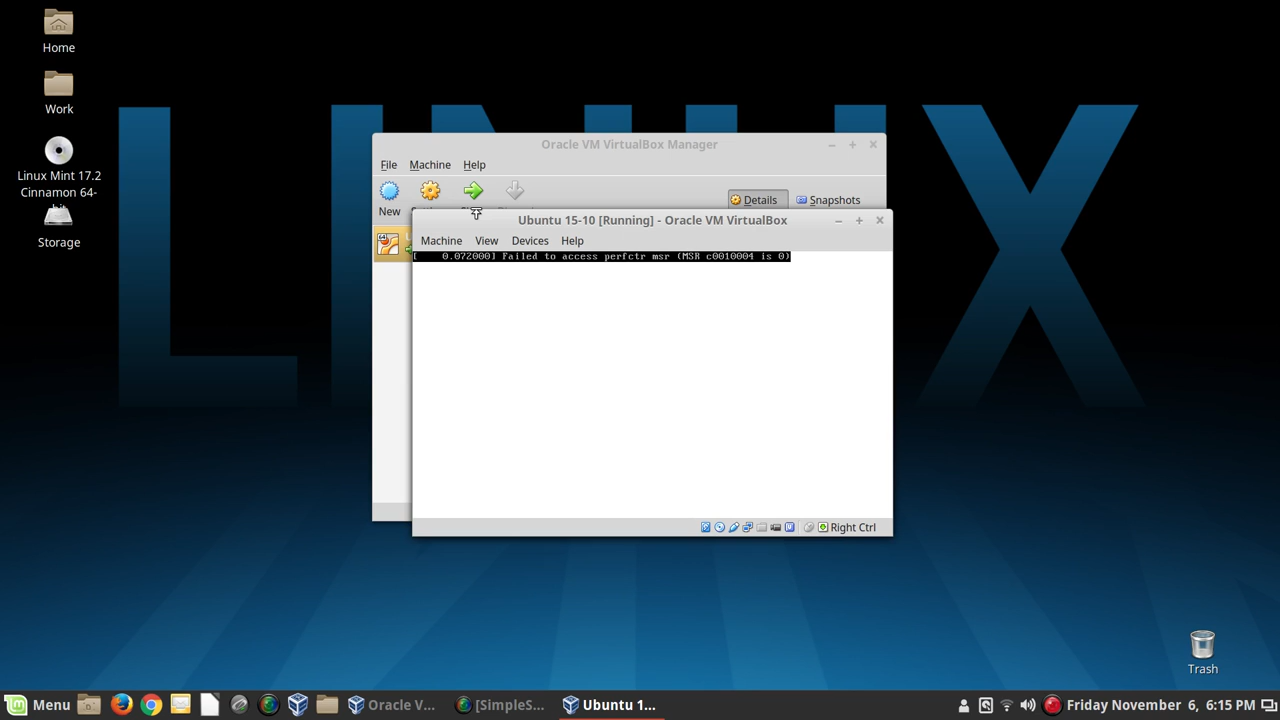 Home
Work
Linux Mint 17.2
Cinnamon 64-
Storage
LINUX
Oracle VM VirtualBox Manager
File Machine Help
New
Details Snapshots
Ubuntu 15-10 [Running] - Oracle VM VirtualBox
Machine View Devices Help
[    0.072000] Failed to access perfctr msr (MSR c0010004 is 0)
Right Ctrl
Trash
Menu Oracle V... [SimpleS... Ubuntu 1... Friday November 6, 6:15 PM